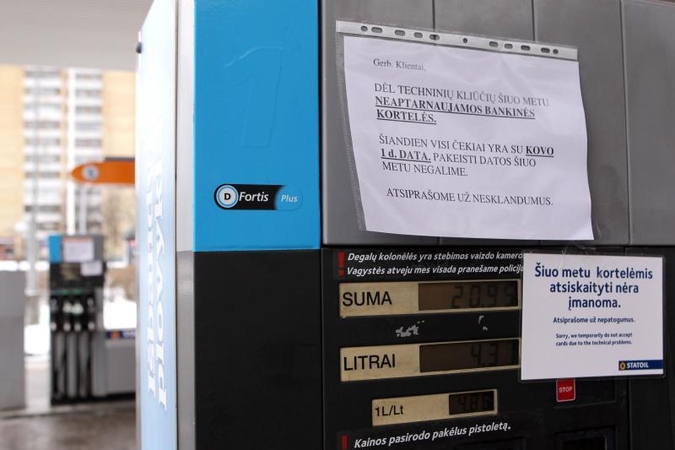 Gerb. Klientai,
DĖL TECHNINIŲ KLIŪČIŲ ŠIUO METU
NEAPTARNAUJAMOS BANKINĖS
KORTELĖS.
ŠIANDIEN VISI ČEKIAI YRA SU KOVO
1 d. DATA. PAKEISTI DATOS ŠIUO
METU NEGALIME.
ATSIPRAŠOME UŽ NESKLANDUMUS.
D Fortis Plus
! Degalų kolonėlės yra stebimos vaizdo kamero
Vagystės atveju mes visada pranešame policij
SUMA
LITRAI
1L/Lt
! Kainos pasirodo pakėlus pistoletą.
Šiuo metu kortelėmis
atsiskaityti nėra
įmanoma.
Atsiprašome už nepatogumus.
Sorry, we temporarily do not accept
cards due to the technical problems.
STATOIL
STOP